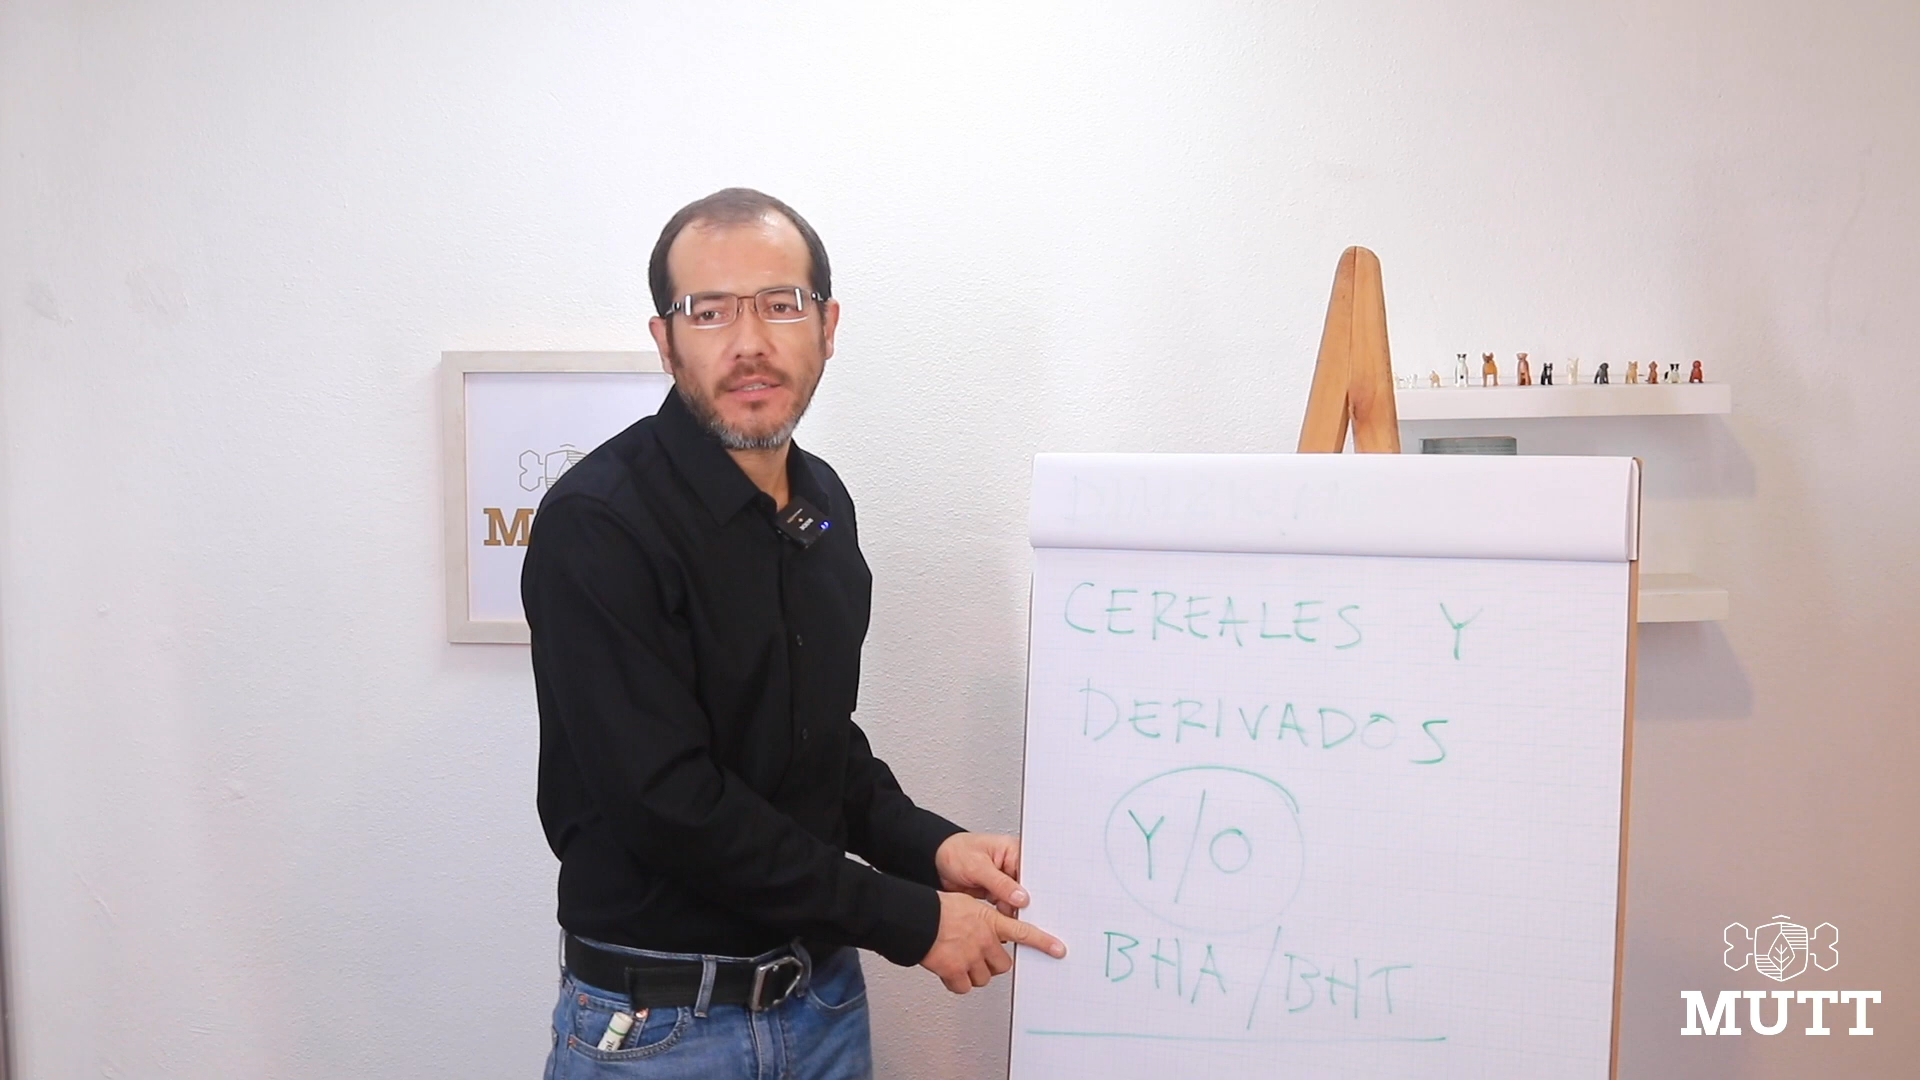 CEREALES Y
DERIVADOS
Y/O
BHA/BHT
MUTT